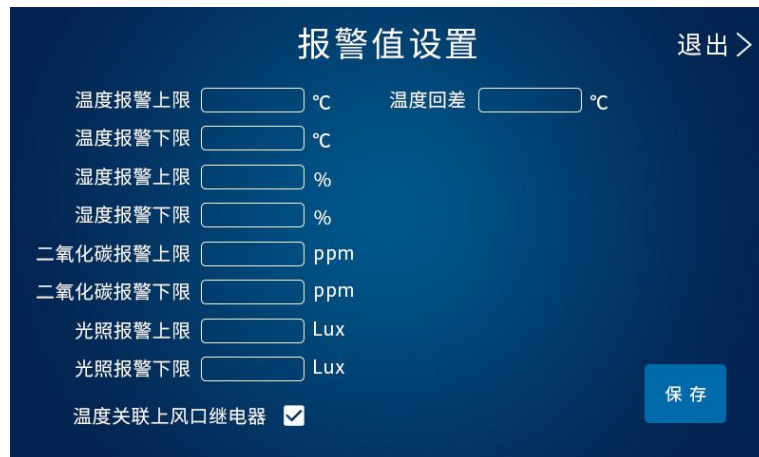 报警值设置
退出>
温度报警上限 ℃ 温度回差 ℃
温度报警下限 ℃
湿度报警上限 %
湿度报警下限 %
二氧化碳报警上限 ppm
二氧化碳报警下限 ppm
光照报警上限 Lux
光照报警下限 Lux
保存
温度关联上风口继电器